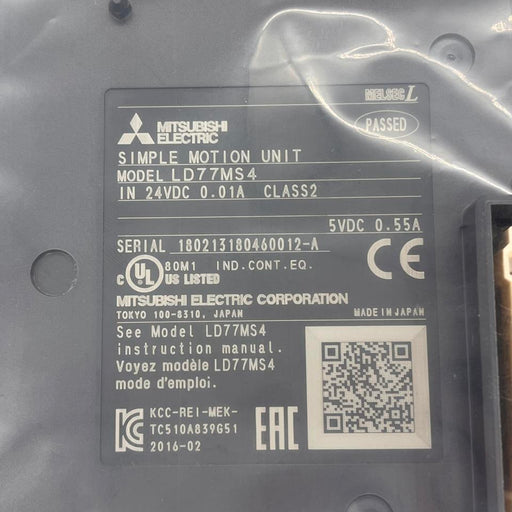 MELSEC L
MITSUBISHI
ELECTRIC
PASSED
SIMPLE MOTION UNIT
MODEL LD77MS4
IN 24VDC 0.01A CLASS2
5VDC 0.55A
SERIAL 180213180460012-A
C UL US LISTED 80M1 IND.CONT.EQ.
CE
MITSUBISHI ELECTRIC CORPORATION
TOKYO 100-8310, JAPAN MADE IN JAPAN
See Model LD77MS4
instruction manual.
Voyez modèle LD77MS4
mode d'emploi.
KCC-REI-MEK-
TC510A839G51
2016-02
EAC